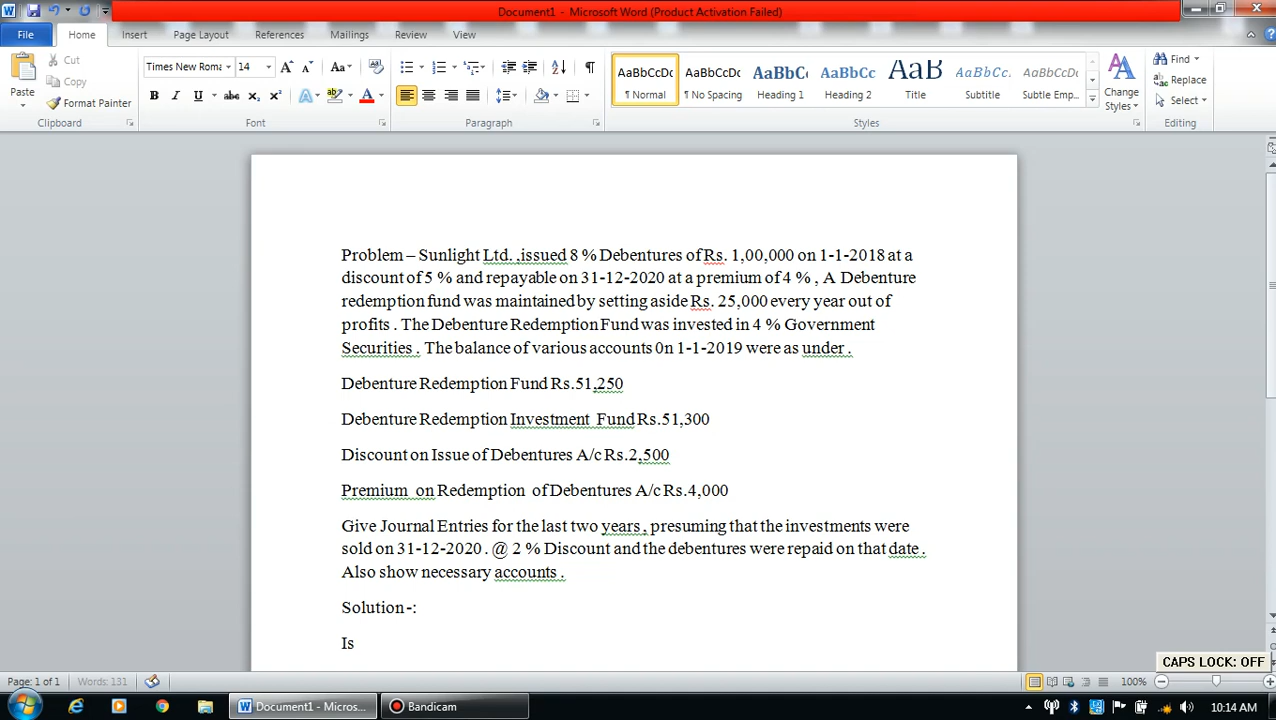 Document1 - Microsoft Word (Product Activation Failed)
File Home Insert Page Layout References Mailings Review View
Cut
Copy
Format Painter
Paste
Clipboard
Times New Roma 14
Font
Paragraph
AaBbCcDc AaBbCcDc AaBbCc AaBbCc AaB AaBbCc. AaBbCcDc
¶ Normal ¶ No Spacing Heading 1 Heading 2 Title Subtitle Subtle Emp...
Styles
Change Styles
Find
Replace
Select
Editing
Problem – Sunlight Ltd. ,issued 8 % Debentures of Rs. 1,00,000 on 1-1-2018 at a
discount of 5 % and repayable on 31-12-2020 at a premium of 4 % , A Debenture
redemption fund was maintained by setting aside Rs. 25,000 every year out of
profits . The Debenture Redemption Fund was invested in 4 % Government
Securities . The balance of various accounts 0n 1-1-2019 were as under .
Debenture Redemption Fund Rs.51,250
Debenture Redemption Investment Fund Rs.51,300
Discount on Issue of Debentures A/c Rs.2,500
Premium on Redemption of Debentures A/c Rs.4,000
Give Journal Entries for the last two years , presuming that the investments were
sold on 31-12-2020 . @ 2 % Discount and the debentures were repaid on that date .
Also show necessary accounts .
Solution -:
Is
CAPS LOCK: OFF
Page: 1 of 1 Words: 131 100%
Document1 - Micros... Bandicam 10:14 AM